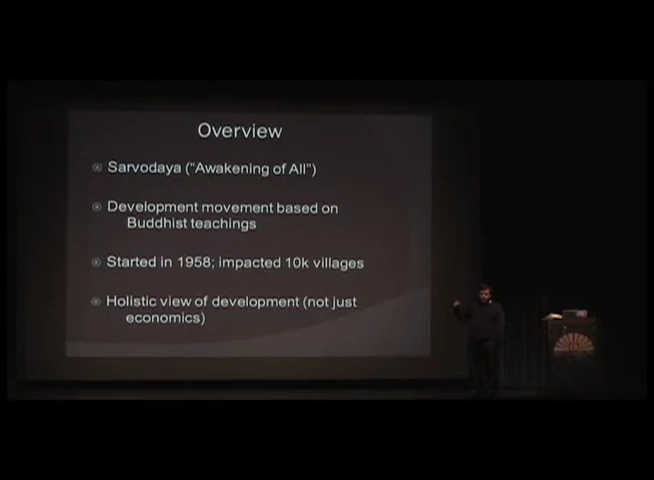 Overview
Sarvodaya ("Awakening of All")
Development movement based on
Buddhist teachings
Started in 1958; impacted 10k villages
Holistic view of development (not just
economics)